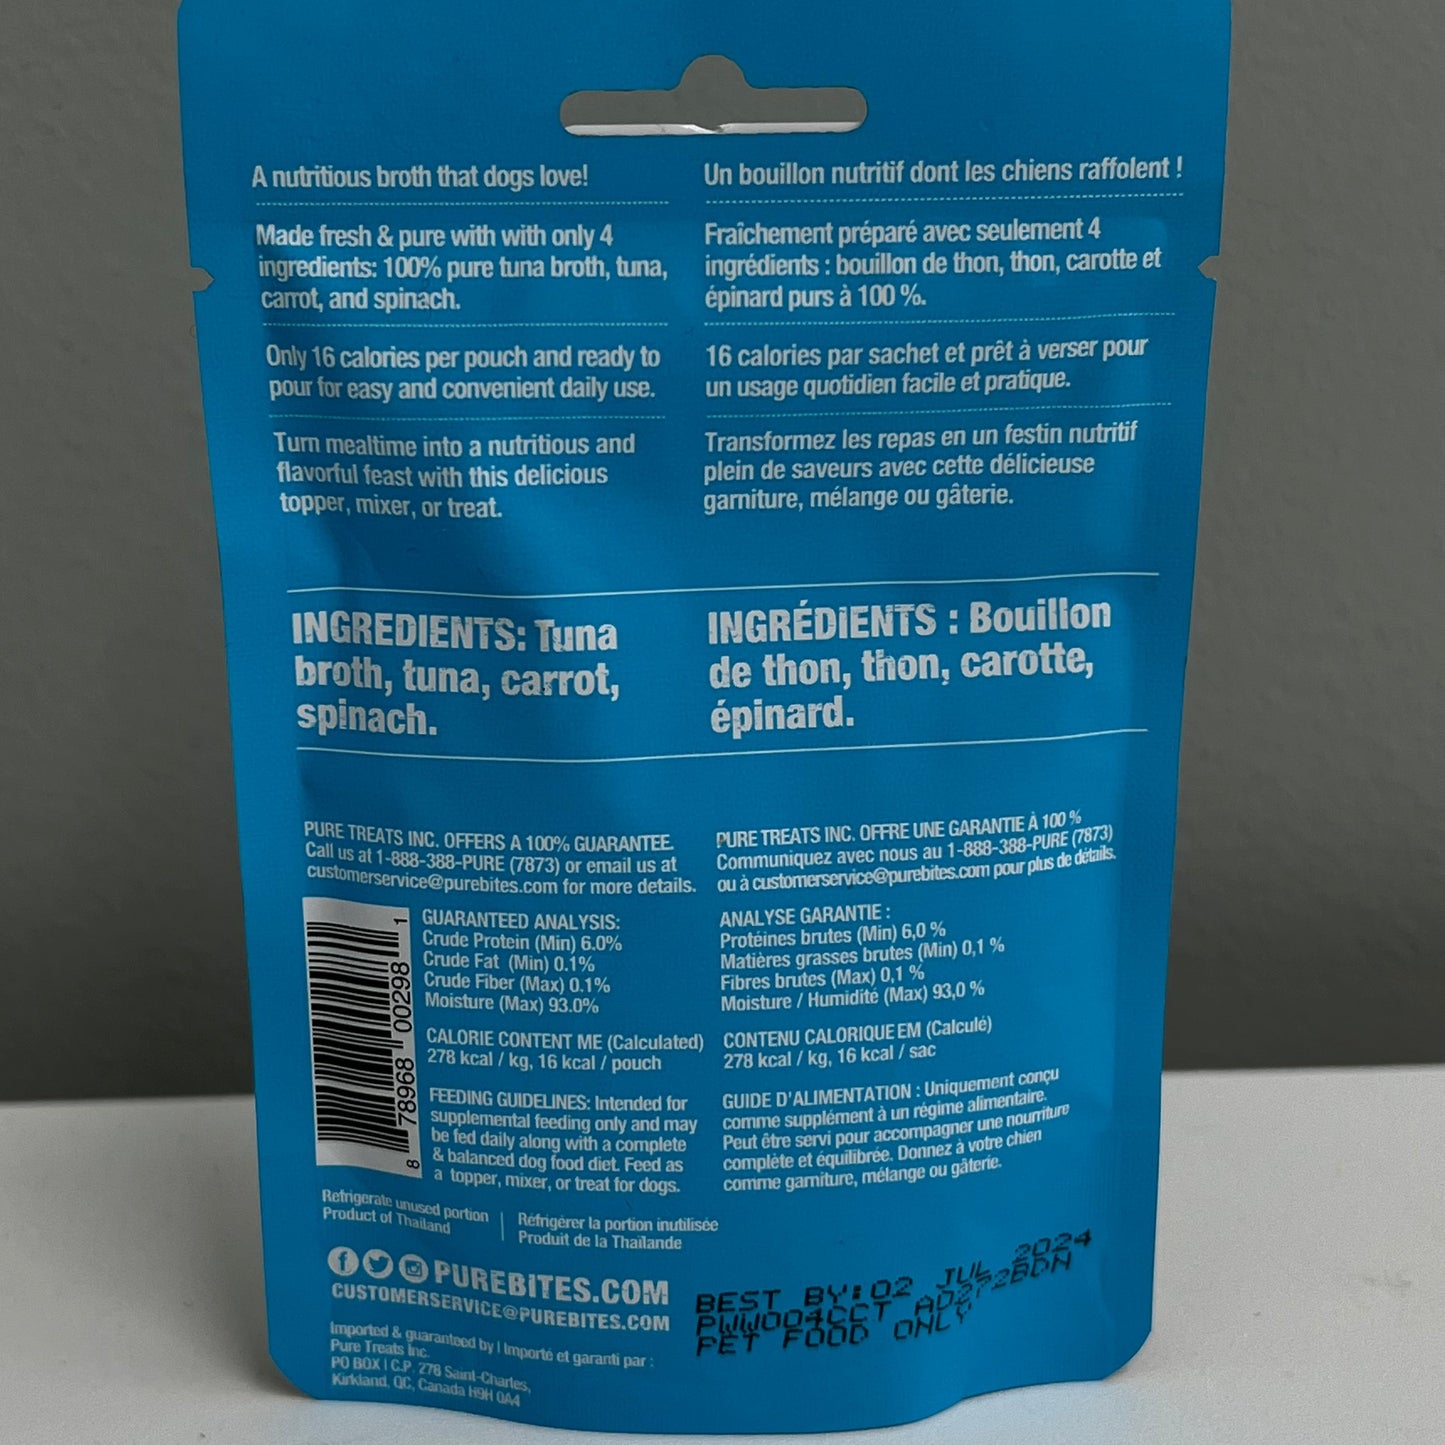 A nutritious broth that dogs love!
Made fresh & pure with with only 4
ingredients: 100% pure tuna broth, tuna,
carrot, and spinach.
Only 16 calories per pouch and ready to
pour for easy and convenient daily use.
Turn mealtime into a nutritious and
flavorful feast with this delicious
topper, mixer, or treat.
Un bouillon nutritif dont les chiens raffolent !
Fraîchement préparé avec seulement 4
ingrédients : bouillon de thon, thon, carotte et
épinard purs à 100 %.
16 calories par sachet et prêt à verser pour
un usage quotidien facile et pratique.
Transformez les repas en un festin nutritif
plein de saveurs avec cette délicieuse
garniture, mélange ou gâterie.
INGREDIENTS: Tuna
broth, tuna, carrot,
spinach.
INGRÉDIENTS : Bouillon
de thon, thon, carotte,
épinard.
PURE TREATS INC. OFFERS A 100% GUARANTEE.
Call us at 1-888-388-PURE (7873) or email us at
customerservice@purebites.com for more details.
PURE TREATS INC. OFFRE UNE GARANTIE À 100 %
Communiquez avec nous au 1-888-388-PURE (7873)
ou à customerservice@purebites.com pour plus de détails.
8 78968 00298 1
GUARANTEED ANALYSIS:
Crude Protein (Min) 6.0%
Crude Fat (Min) 0.1%
Crude Fiber (Max) 0.1%
Moisture (Max) 93.0%
CALORIE CONTENT ME (Calculated)
278 kcal / kg, 16 kcal / pouch
FEEDING GUIDELINES: Intended for
supplemental feeding only and may
be fed daily along with a complete
& balanced dog food diet. Feed as
a topper, mixer, or treat for dogs.
ANALYSE GARANTIE :
Protéines brutes (Min) 6,0 %
Matières grasses brutes (Min) 0,1 %
Fibres brutes (Max) 0,1 %
Moisture / Humidité (Max) 93,0 %
CONTENU CALORIQUE EM (Calculé)
278 kcal / kg, 16 kcal / sac
GUIDE D'ALIMENTATION : Uniquement conçu
comme supplément à un régime alimentaire.
Peut être servi pour accompagner une nourriture
complète et équilibrée. Donnez à votre chien
comme garniture, mélange ou gâterie.
Refrigerate unused portion
Product of Thailand
Réfrigérer la portion inutilisée
Produit de la Thaïlande
PUREBITES.COM
CUSTOMERSERVICE@PUREBITES.COM
Imported & guaranteed by | Importé et garanti par :
Pure Treats Inc.
PO BOX | C.P. 278 Saint-Charles,
Kirkland, QC, Canada H9H 0A4
BEST BY:02 JUL 2024
PWW004CCT A0272BDN
PET FOOD ONLY